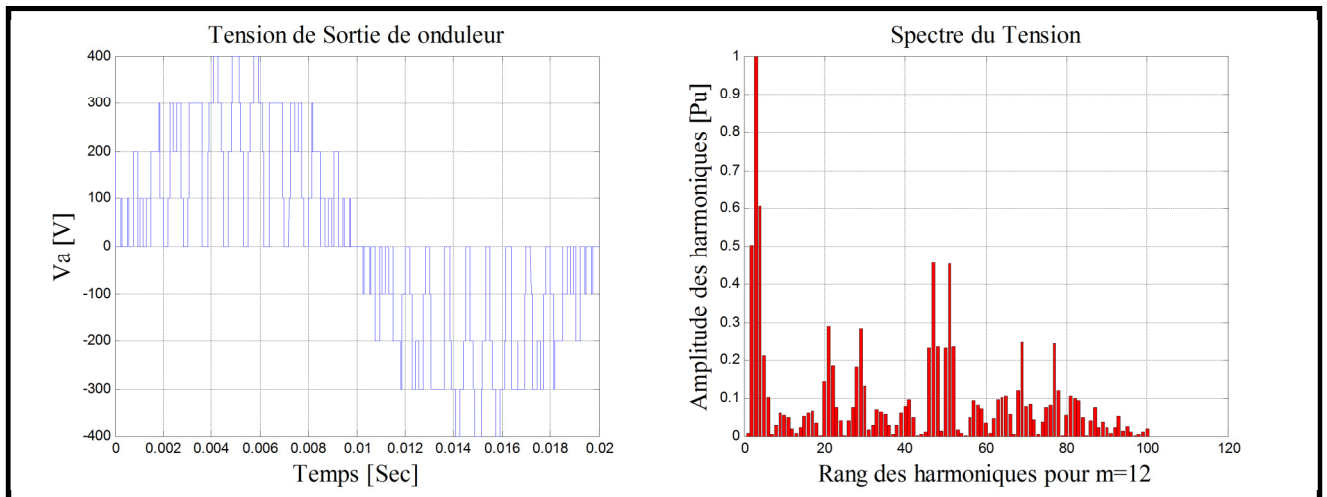 Tension de Sortie de onduleur
400
300
200
100
0
-100
-200
-300
-400
Va [V]
0 0.002 0.004 0.006 0.008 0.01 0.012 0.014 0.016 0.018 0.02
Temps [Sec]
Spectre du Tension
1
0.9
0.8
0.7
0.6
0.5
0.4
0.3
0.2
0.1
0
Amplitude des harmoniques [Pu]
0 20 40 60 80 100 120
Rang des harmoniques pour m=12